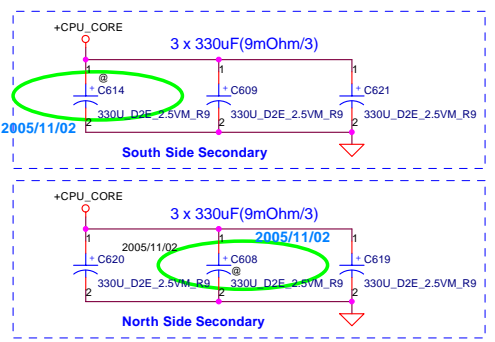 +CPU_CORE
3 x 330uF(9mOhm/3)
1 1 1
@
+ C614 + C609 + C621
330U_D2E_2.5VM_R9 330U_D2E_2.5VM_R9 330U_D2E_2.5VM_R9
2 2 2
2005/11/02
South Side Secondary
+CPU_CORE
3 x 330uF(9mOhm/3)
2005/11/02
1 1 1
2005/11/02
+ C620 + C608 + C619
@
330U_D2E_2.5VM_R9 330U_D2E_2.5VM_R9 330U_D2E_2.5VM_R9
2 2 2
North Side Secondary